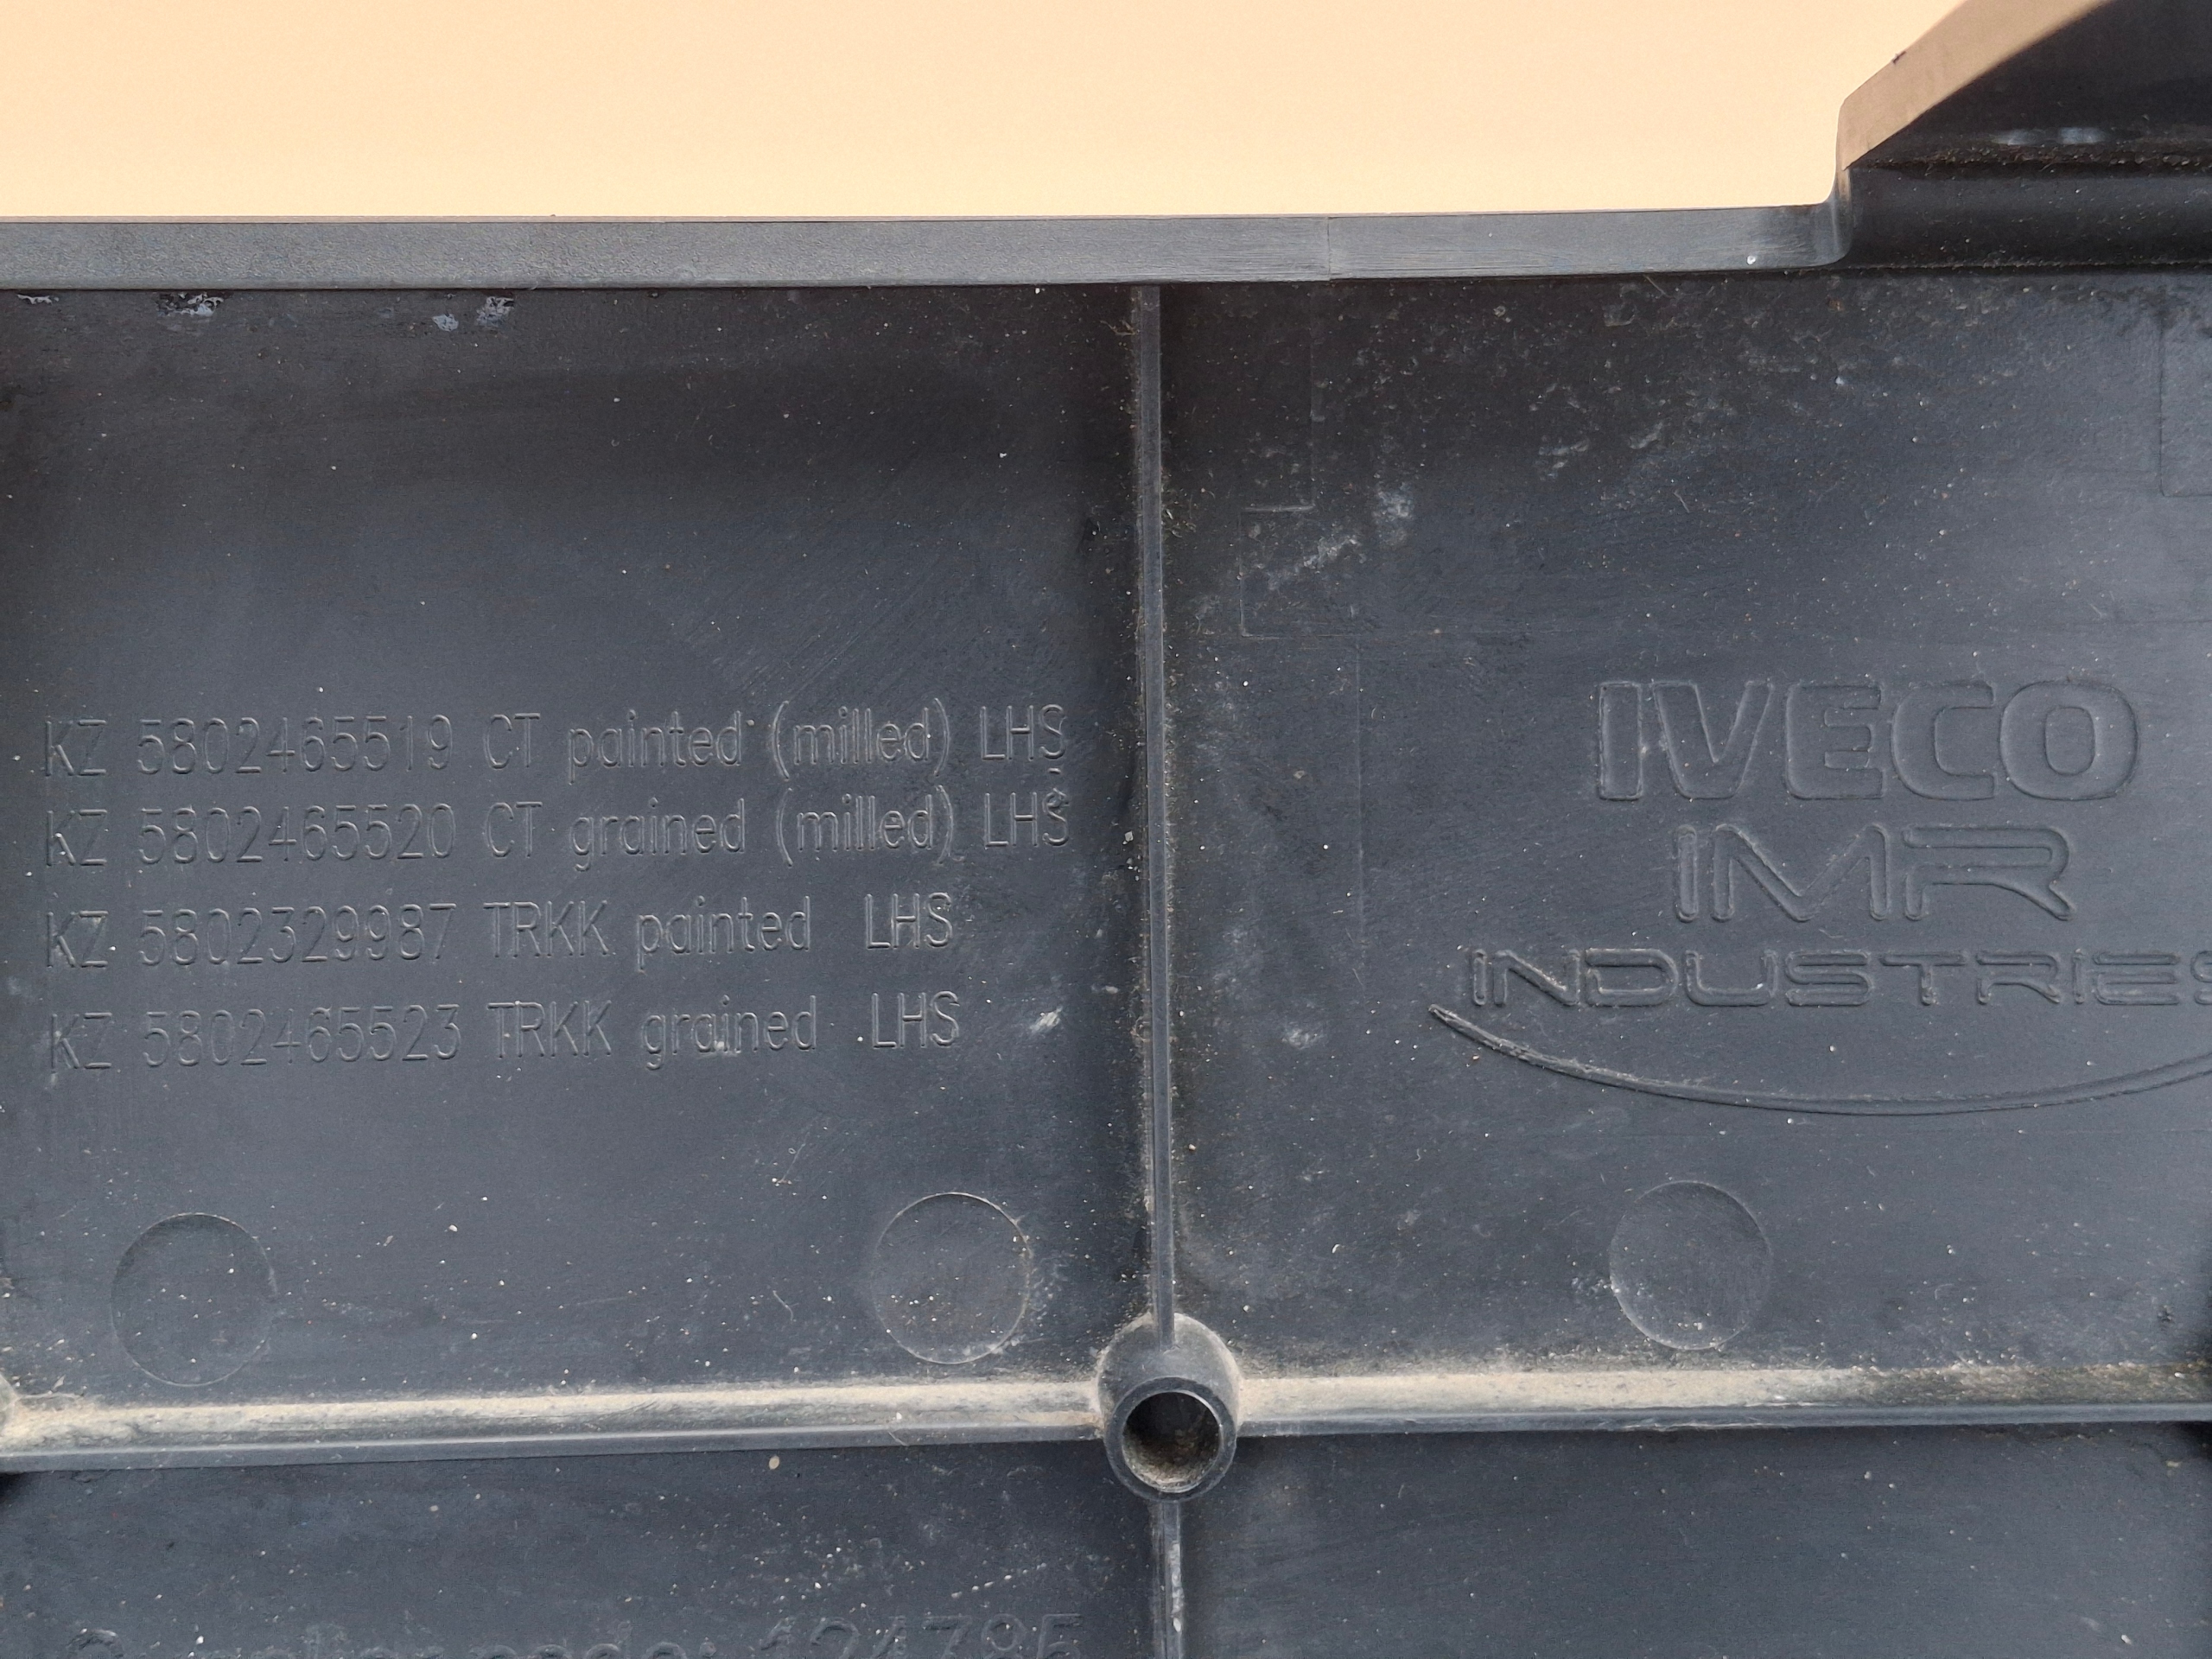 KZ 5802465519 CT painted (milled) LHS
KZ 5802465520 CT grained (milled) LHS
KZ 5802329987 TRKK painted LHS
KZ 5802465523 TRKK grained LHS
IVECO
IMR
INDUSTRIES